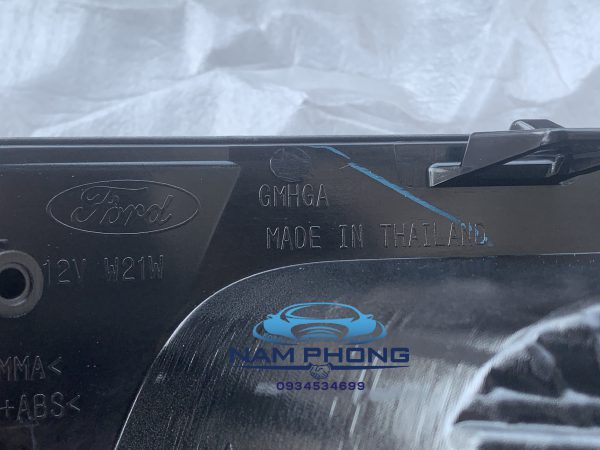 GMHGA
Ford
MADE IN THAILAND
12V W21W
NAM PHONG
0934534699
MMA<
+ABS<